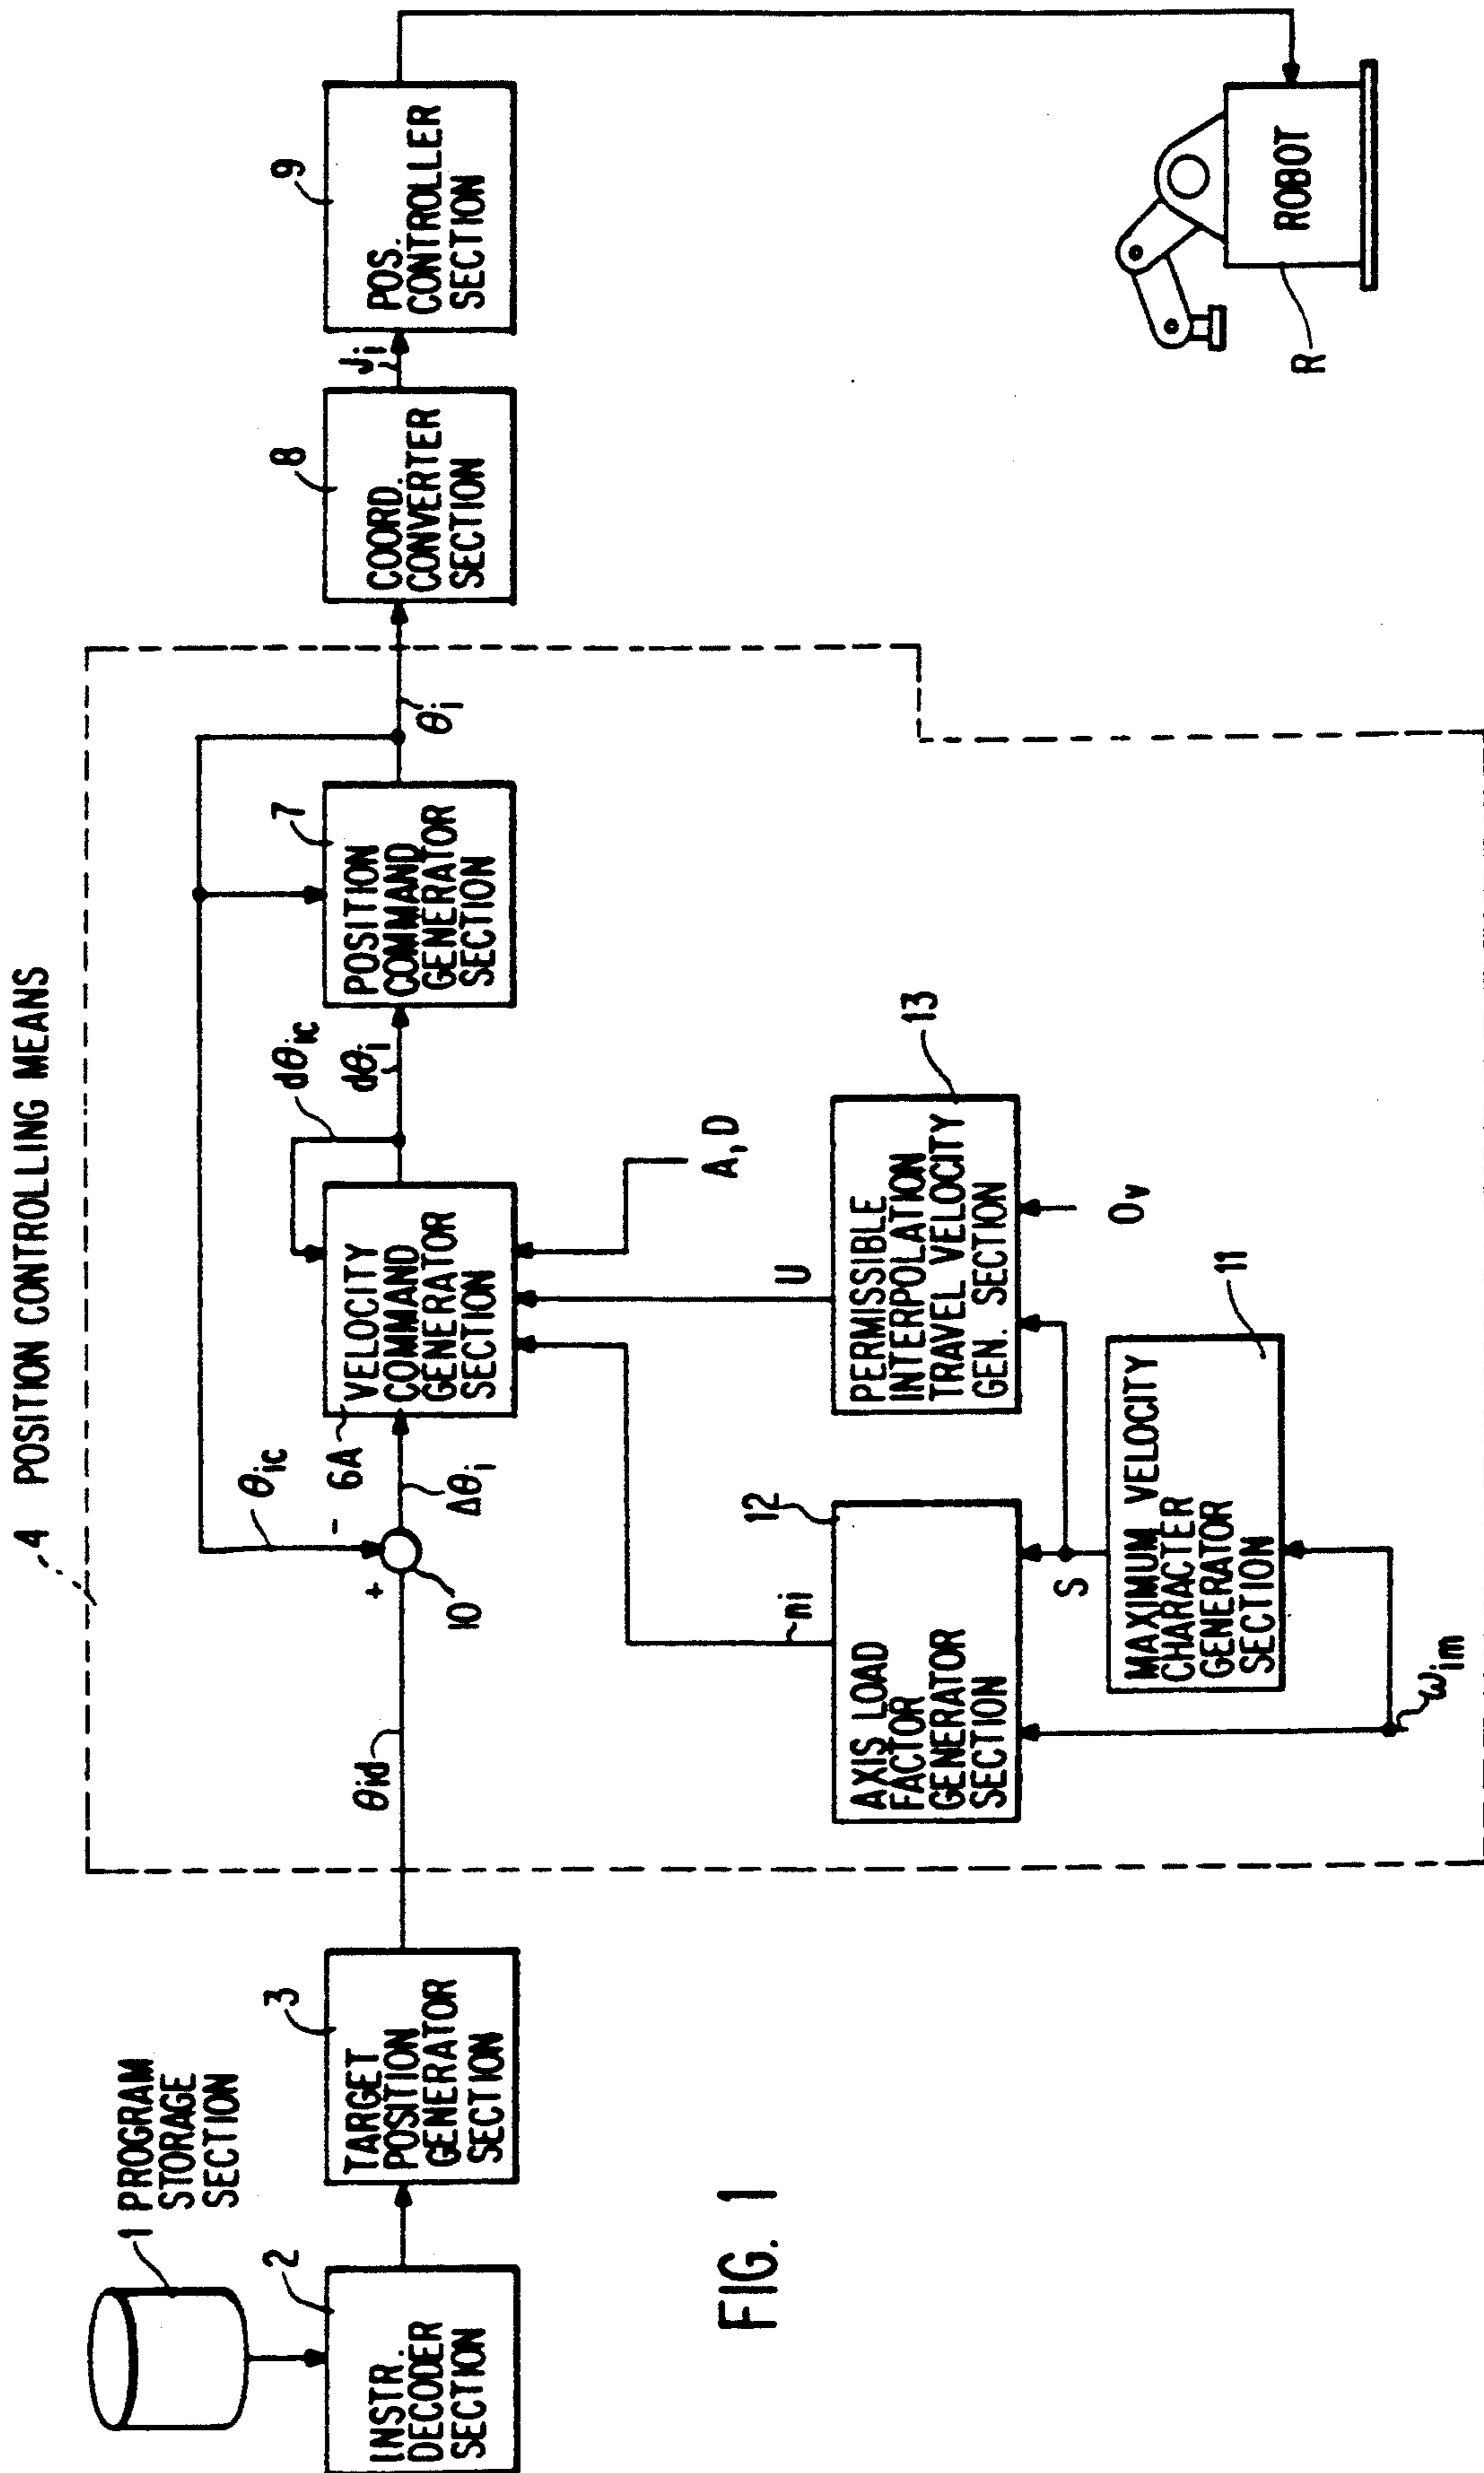 4 POSITION CONTROLLING MEANS
1 PROGRAM
STORAGE
SECTION
2
INSTR.
DECODER
SECTION
3
TARGET
POSITION
GENERATOR
SECTION
θid
+
-
10
θic
Δθi
6A
VELOCITY
COMMAND
GENERATOR
SECTION
dθic
dθi
7
POSITION
COMMAND
GENERATOR
SECTION
θi
8
COORD.
CONVERTER
SECTION
Ji
9
POS.
CONTROLLER
SECTION
ni
U
A, D
12
AXIS LOAD
FACTOR
GENERATOR
SECTION
13
PERMISSIBLE
INTERPOLATION
TRAVEL VELOCITY
GEN. SECTION
S
Ov
11
MAXIMUM VELOCITY
CHARACTER
GENERATOR
SECTION
ωim
R
ROBOT
FIG. 1